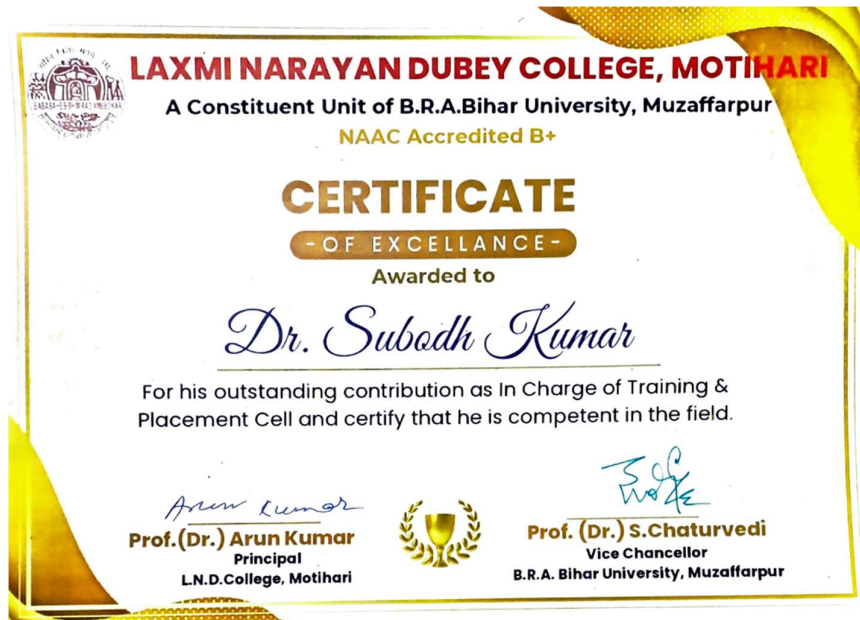 LAXMI NARAYAN DUBEY COLLEGE, MOTIHARI
A Constituent Unit of B.R.A.Bihar University, Muzaffarpur
NAAC Accredited B+
CERTIFICATE
-OF EXCELLANCE-
Awarded to
Dr. Subodh Kumar
For his outstanding contribution as In Charge of Training &
Placement Cell and certify that he is competent in the field.
Arun Kumar
Prof.(Dr.) Arun Kumar
Principal
L.N.D.College, Motihari
Prof. (Dr.) S.Chaturvedi
Vice Chancellor
B.R.A. Bihar University, Muzaffarpur